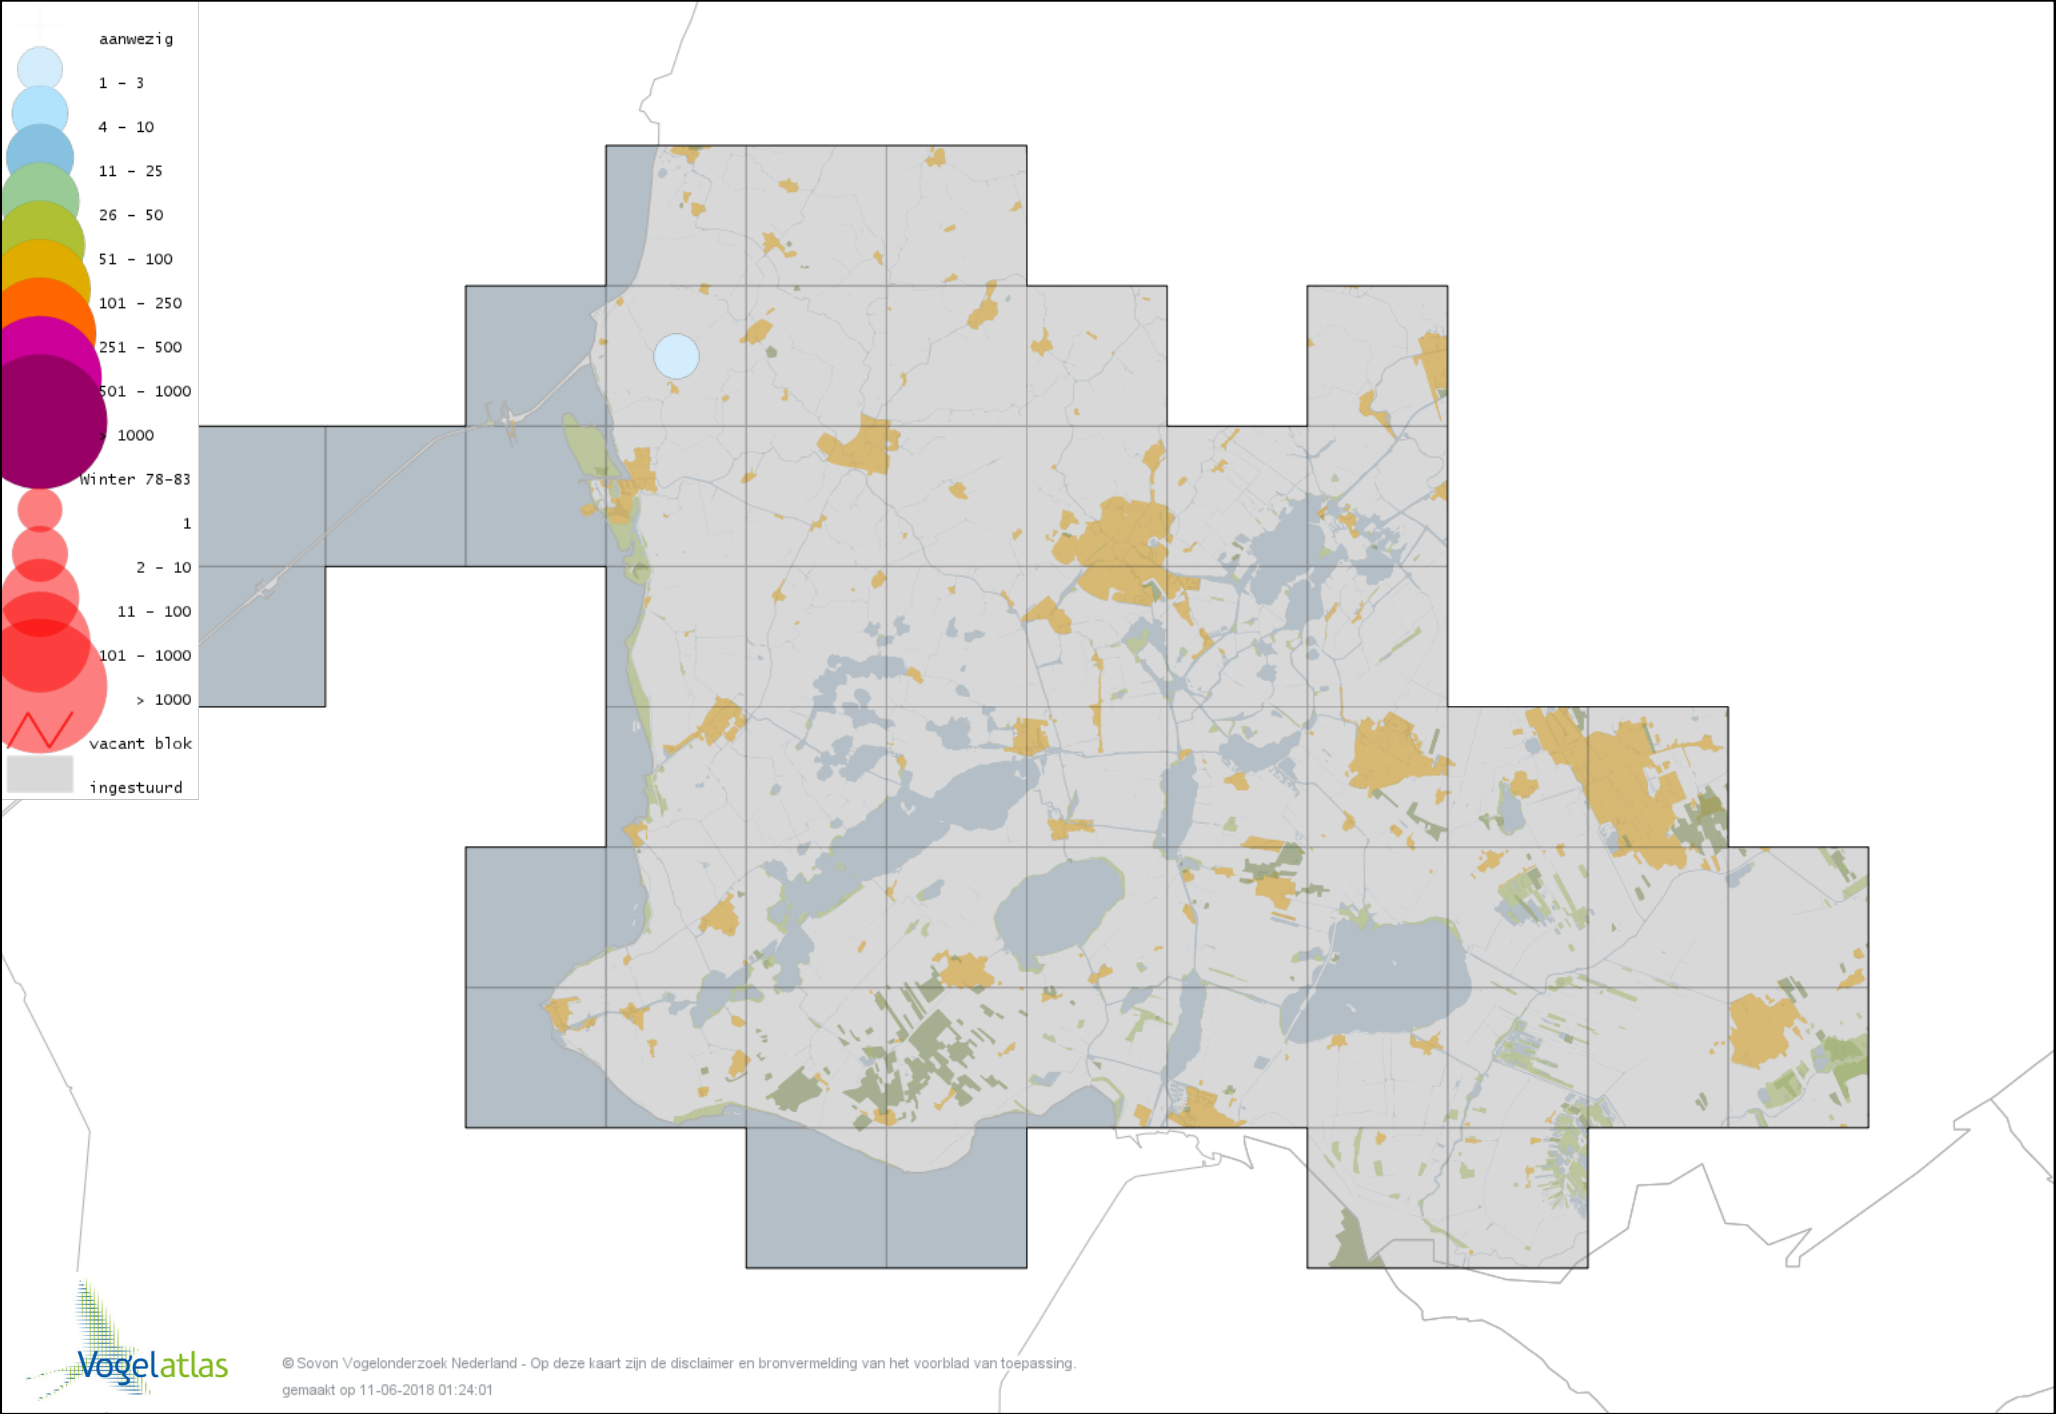 aanwezig
1 - 3
4 - 10
11 - 25
26 - 50
51 - 100
101 - 250
251 - 500
501 - 1000
> 1000
Winter 78-83
1
2 - 10
11 - 100
101 - 1000
> 1000
vacant blok
ingestuurd
Vogelatlas
© Sovon Vogelonderzoek Nederland - Op deze kaart zijn de disclaimer en bronvermelding van het voorblad van toepassing.
gemaakt op 11-06-2018 01:24:01